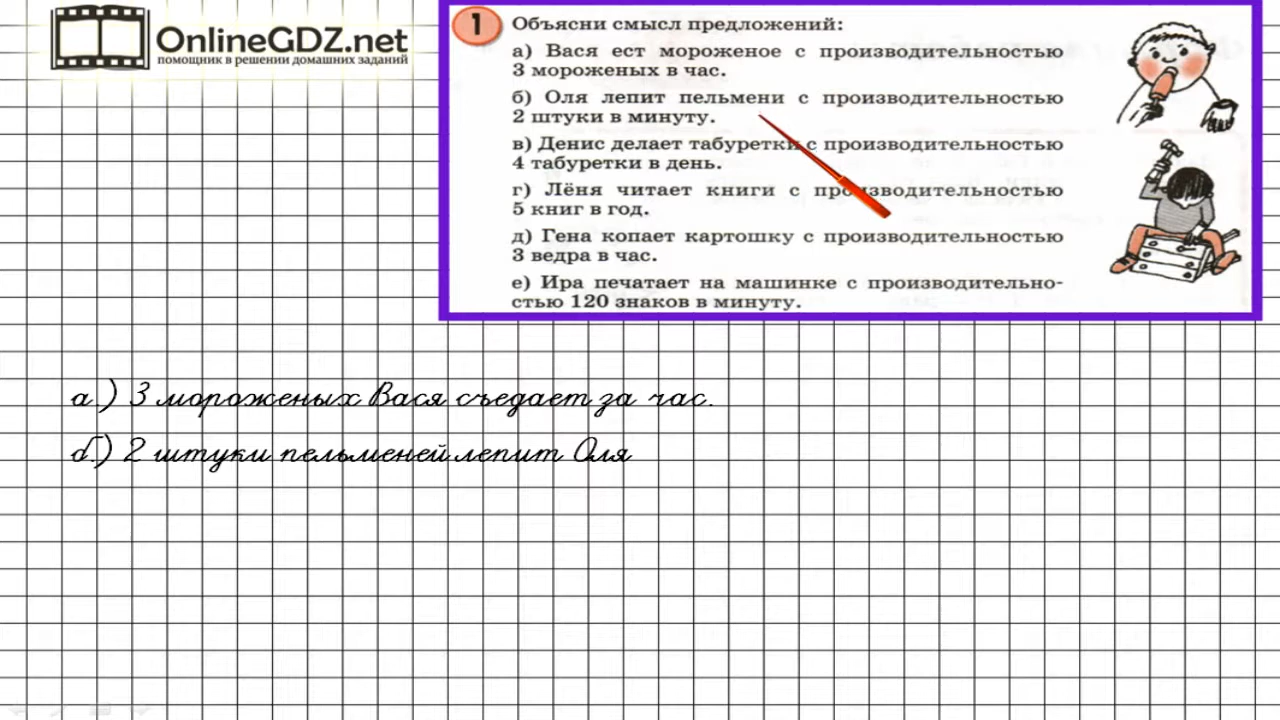 OnlineGDZ.net
помощник в решении домашних заданий
1 Объясни смысл предложений:
а) Вася ест мороженое с производительностью
3 мороженых в час.
б) Оля лепит пельмени с производительностью
2 штуки в минуту.
в) Денис делает табуретки с производительностью
4 табуретки в день.
г) Лёня читает книги с производительностью
5 книг в год.
д) Гена копает картошку с производительностью
3 ведра в час.
е) Ира печатает на машинке с производительно-
стью 120 знаков в минуту.
а.) 3 мороженых Вася съедает за час.
б.) 2 штуки пельменей лепит Оля